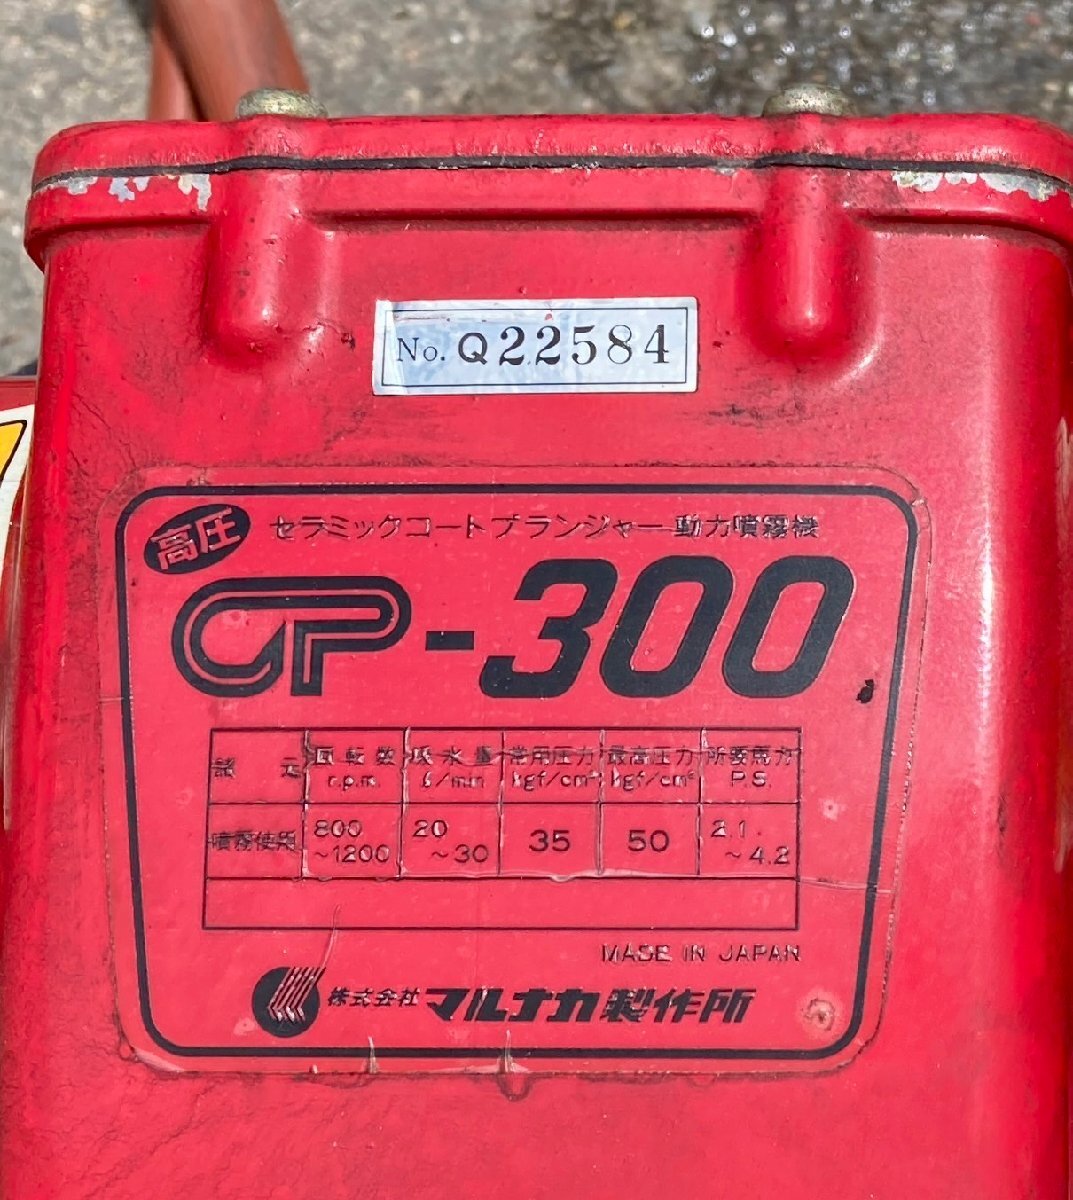 No. Q22584
高圧 セラミックコートプランジャー動力噴霧機
CP-300
諸元 回転数 吸水量 常用圧力 最高圧力 所要馬力
r.p.m. ℓ/min kgf/cm² kgf/cm² P.S.
噴霧使用 800～1200 20～30 35 50 2.1～4.2
MADE IN JAPAN
株式会社 マルナカ製作所